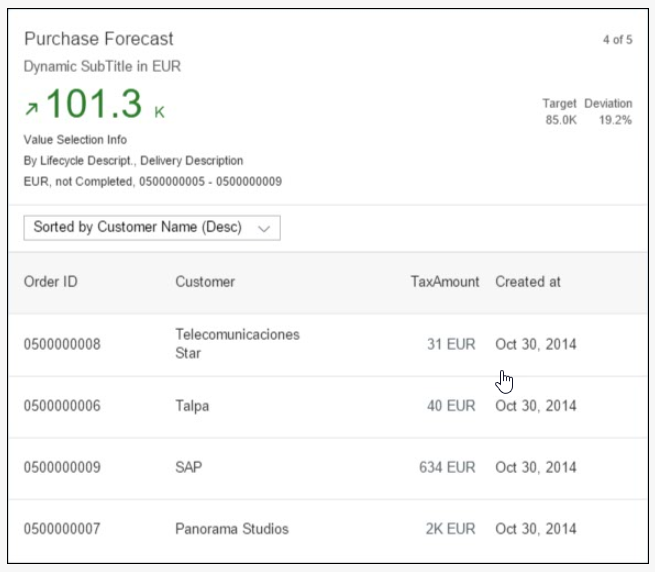 Purchase Forecast
4 of 5
Dynamic SubTitle in EUR
101.3 K
Target Deviation
85.0K 19.2%
Value Selection Info
By Lifecycle Descript., Delivery Description
EUR, not Completed, 0500000005 - 0500000009
Sorted by Customer Name (Desc)
Order ID Customer TaxAmount Created at
0500000008 Telecomunicaciones Star 31 EUR Oct 30, 2014
0500000006 Talpa 40 EUR Oct 30, 2014
0500000009 SAP 634 EUR Oct 30, 2014
0500000007 Panorama Studios 2K EUR Oct 30, 2014